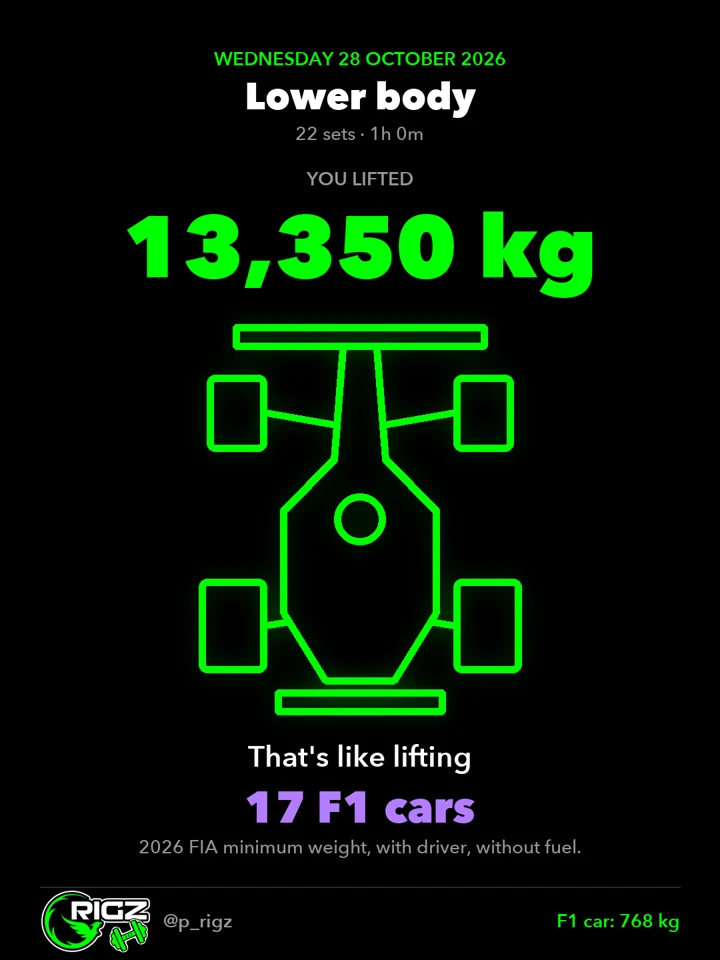 WEDNESDAY 28 OCTOBER 2026
Lower body
22 sets · 1h 0m
YOU LIFTED
13,350 kg
That's like lifting
17 F1 cars
2026 FIA minimum weight, with driver, without fuel.
RIGZ
@p_rigz
F1 car: 768 kg